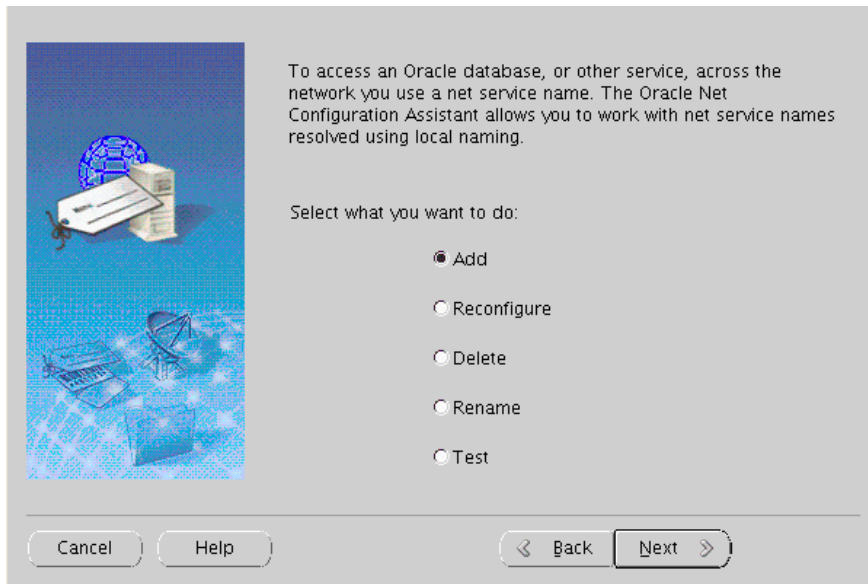 To access an Oracle database, or other service, across the
network you use a net service name. The Oracle Net
Configuration Assistant allows you to work with net service names
resolved using local naming.
Select what you want to do:
Add
Reconfigure
Delete
Rename
Test
Cancel
Help
Back
Next